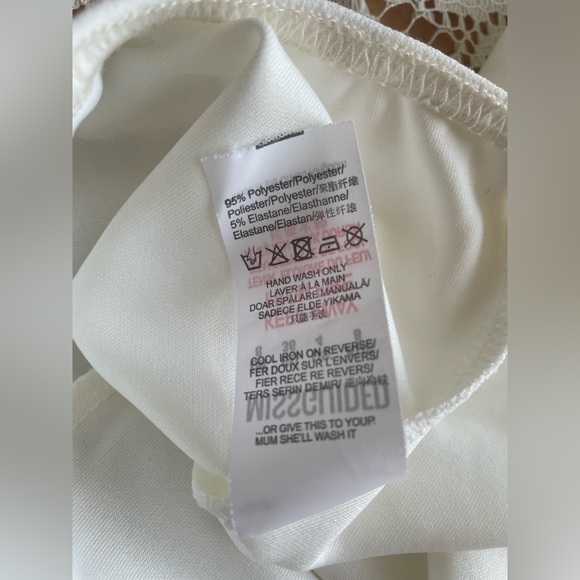 95% Polyester/Polyester/
Poliester/Polyester/聚酯纤维
5% Elastane/Elasthanne/
Elastane/Elastan/弹性纤维
HAND WASH ONLY
LAVER À LA MAIN
DOAR SPĂLARE MANUALĂ/
SADECE ELDE YIKAMA
只能手洗
COOL IRON ON REVERSE/
FER DOUX SUR L'ENVERS/
FIER RECE RE REVERS/
TERS SERIN DEMIR/
MISSGUIDED
...OR GIVE THIS TO YOUR
MUM SHE'LL WASH IT